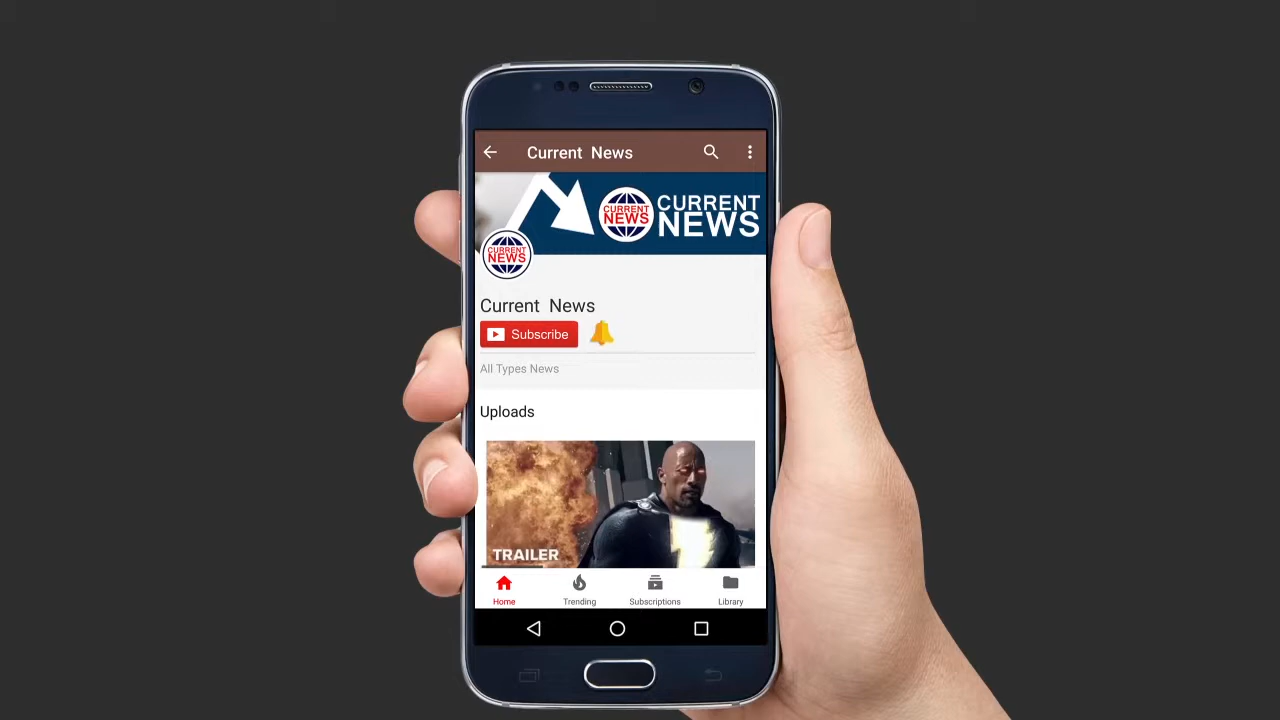 Current News
CURRENT
NEWS
CURRENT
NEWS
CURRENT
NEWS
Current News
Subscribe
All Types News
Uploads
TRAILER
Home Trending Subscriptions Library